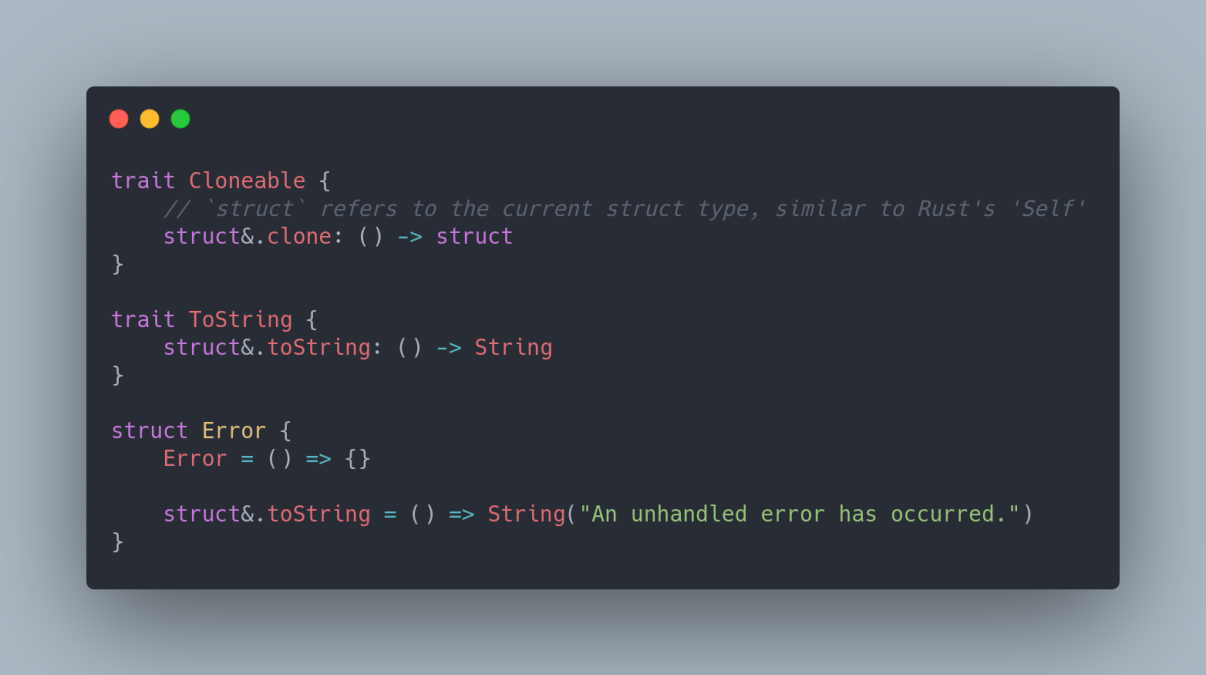 trait Cloneable {
    // `struct` refers to the current struct type, similar to Rust's 'Self'
    struct&.clone: () -> struct
}

trait ToString {
    struct&.toString: () -> String
}

struct Error {
    Error = () => {}

    struct&.toString = () => String("An unhandled error has occurred.")
}